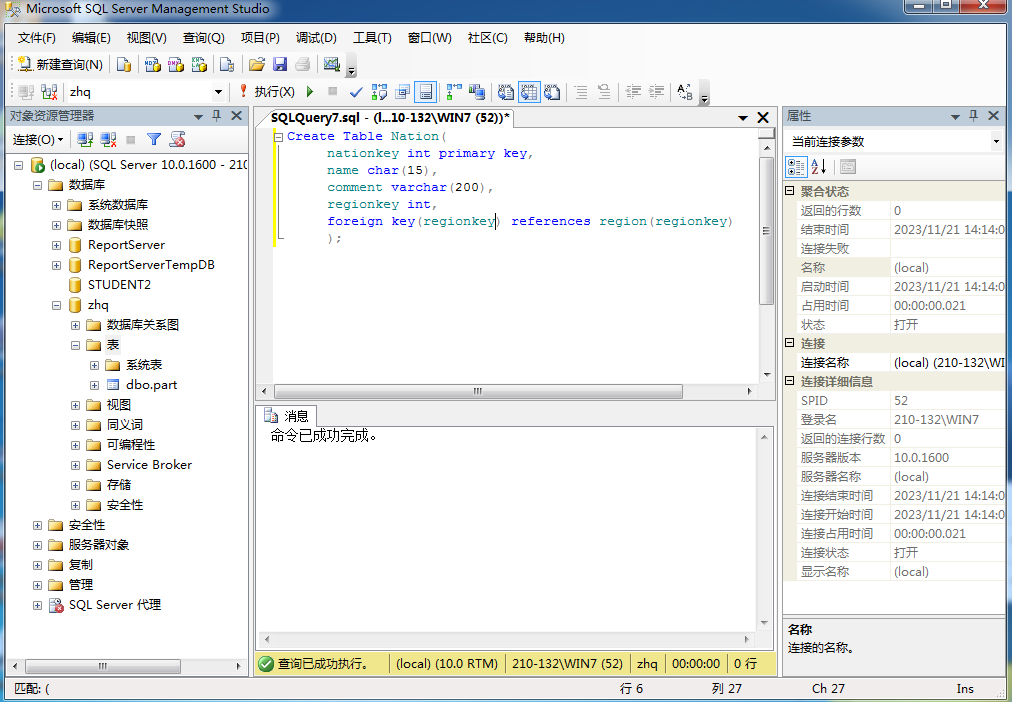 Microsoft SQL Server Management Studio
文件(F) 编辑(E) 视图(V) 查询(Q) 项目(P) 调试(D) 工具(T) 窗口(W) 社区(C) 帮助(H)
新建查询(N)
zhq 执行(X)
对象资源管理器
连接(O)
(local) (SQL Server 10.0.1600 - 210
数据库
系统数据库
数据库快照
ReportServer
ReportServerTempDB
STUDENT2
zhq
数据库关系图
表
系统表
dbo.part
视图
同义词
可编程性
Service Broker
存储
安全性
安全性
服务器对象
复制
管理
SQL Server 代理
SQLQuery7.sql - (l...10-132\WIN7 (52))*
Create Table Nation(
nationkey int primary key,
name char(15),
comment varchar(200),
regionkey int,
foreign key(regionkey) references region(regionkey)
);
消息
命令已成功完成。
查询已成功执行。 (local) (10.0 RTM) 210-132\WIN7 (52) zhq 00:00:00 0 行
属性
当前连接参数
聚合状态
返回的行数 0
结束时间 2023/11/21 14:14:0
连接失败
名称 (local)
启动时间 2023/11/21 14:14:0
占用时间 00:00:00.021
状态 打开
连接
连接名称 (local) (210-132\WI
连接详细信息
SPID 52
登录名 210-132\WIN7
返回的连接行数 0
服务器版本 10.0.1600
服务器名称 (local)
连接结束时间 2023/11/21 14:14:0
连接开始时间 2023/11/21 14:14:0
连接占用时间 00:00:00.021
连接状态 打开
显示名称 (local)
名称
连接的名称。
匹配: ( 行 6 列 27 Ch 27 Ins